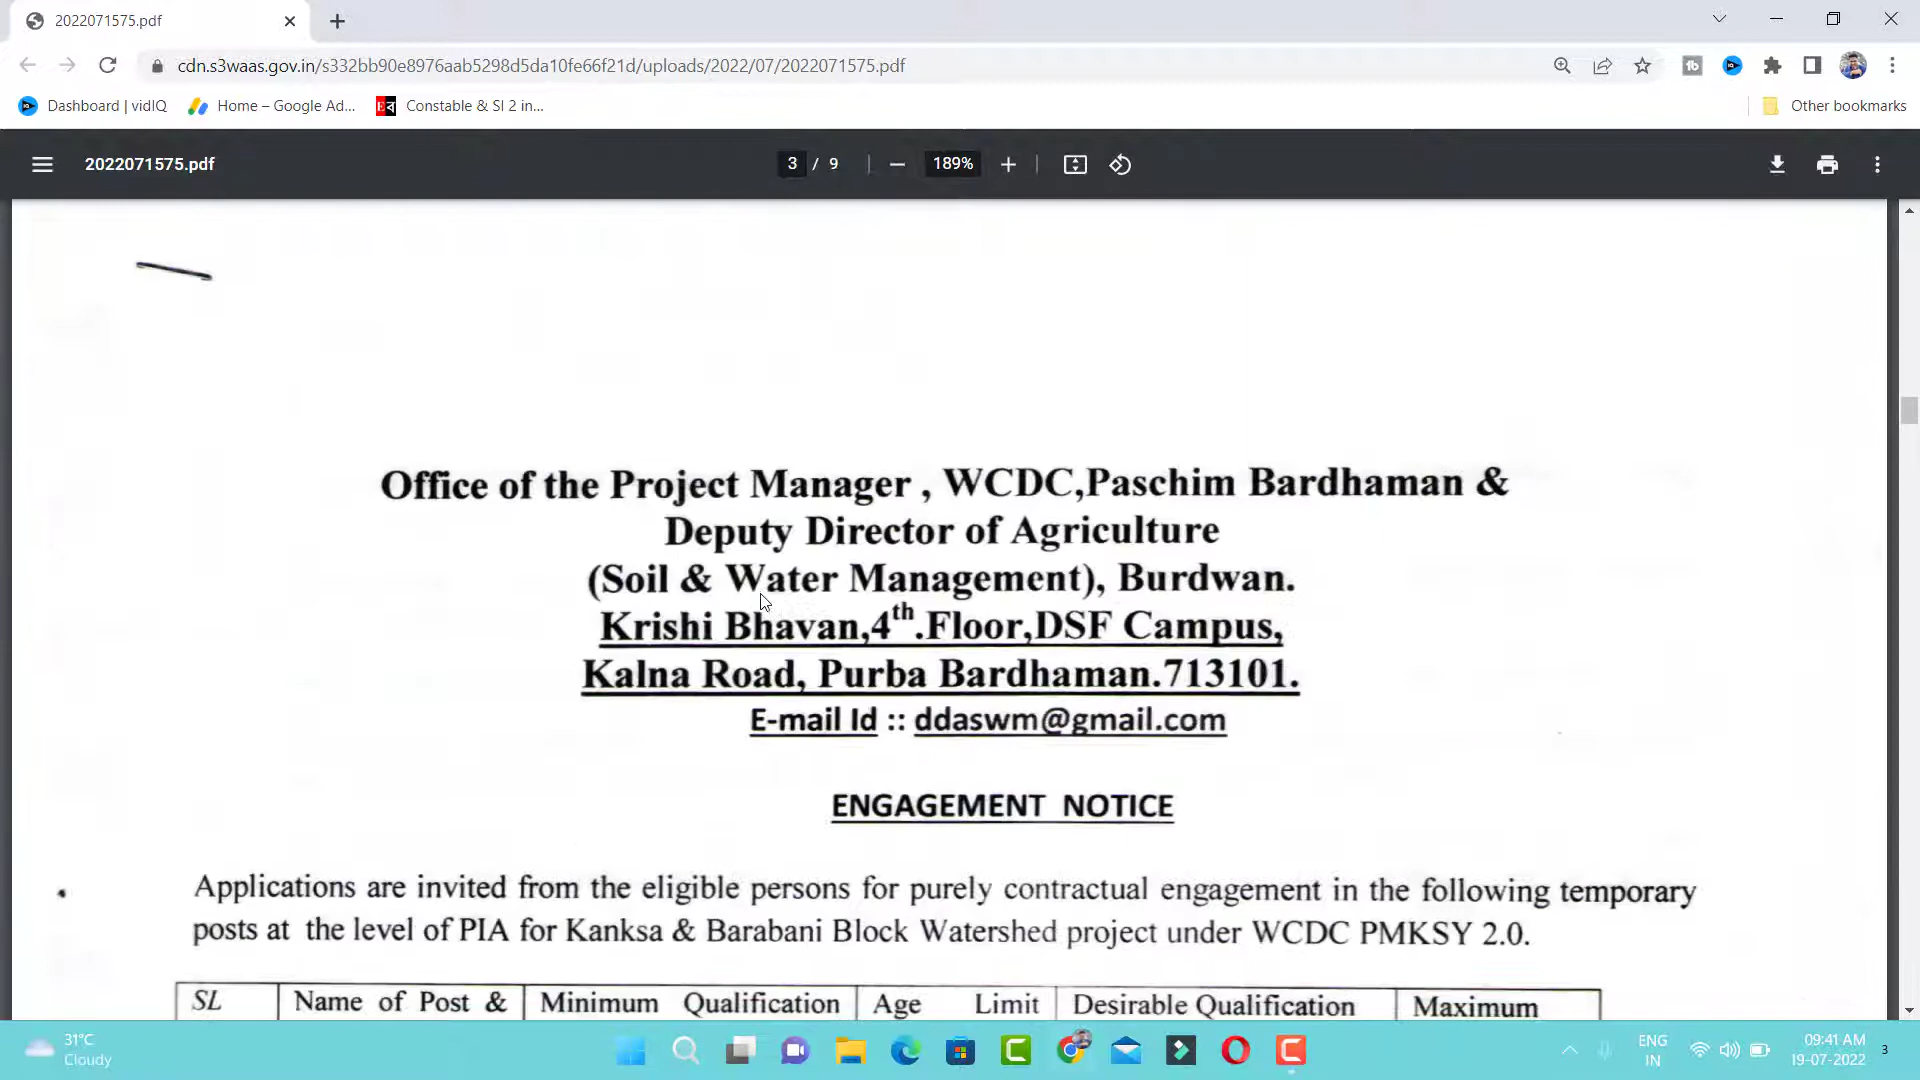 2022071575.pdf
cdn.s3waas.gov.in/s332bb90e8976aab5298d5da10fe66f21d/uploads/2022/07/2022071575.pdf
Dashboard | vidIQ
Home – Google Ad...
Constable & SI 2 in...
Other bookmarks
2022071575.pdf
3 / 9
189%
Office of the Project Manager , WCDC,Paschim Bardhaman &
Deputy Director of Agriculture
(Soil & Water Management), Burdwan.
Krishi Bhavan,4th.Floor,DSF Campus,
Kalna Road, Purba Bardhaman.713101.
E-mail Id :: ddaswm@gmail.com
ENGAGEMENT NOTICE
Applications are invited from the eligible persons for purely contractual engagement in the following temporary
posts at the level of PIA for Kanksa & Barabani Block Watershed project under WCDC PMKSY 2.0.
SL Name of Post & Minimum Qualification Age Limit Desirable Qualification Maximum
31°C
Cloudy
ENG
IN
09:41 AM
19-07-2022
3